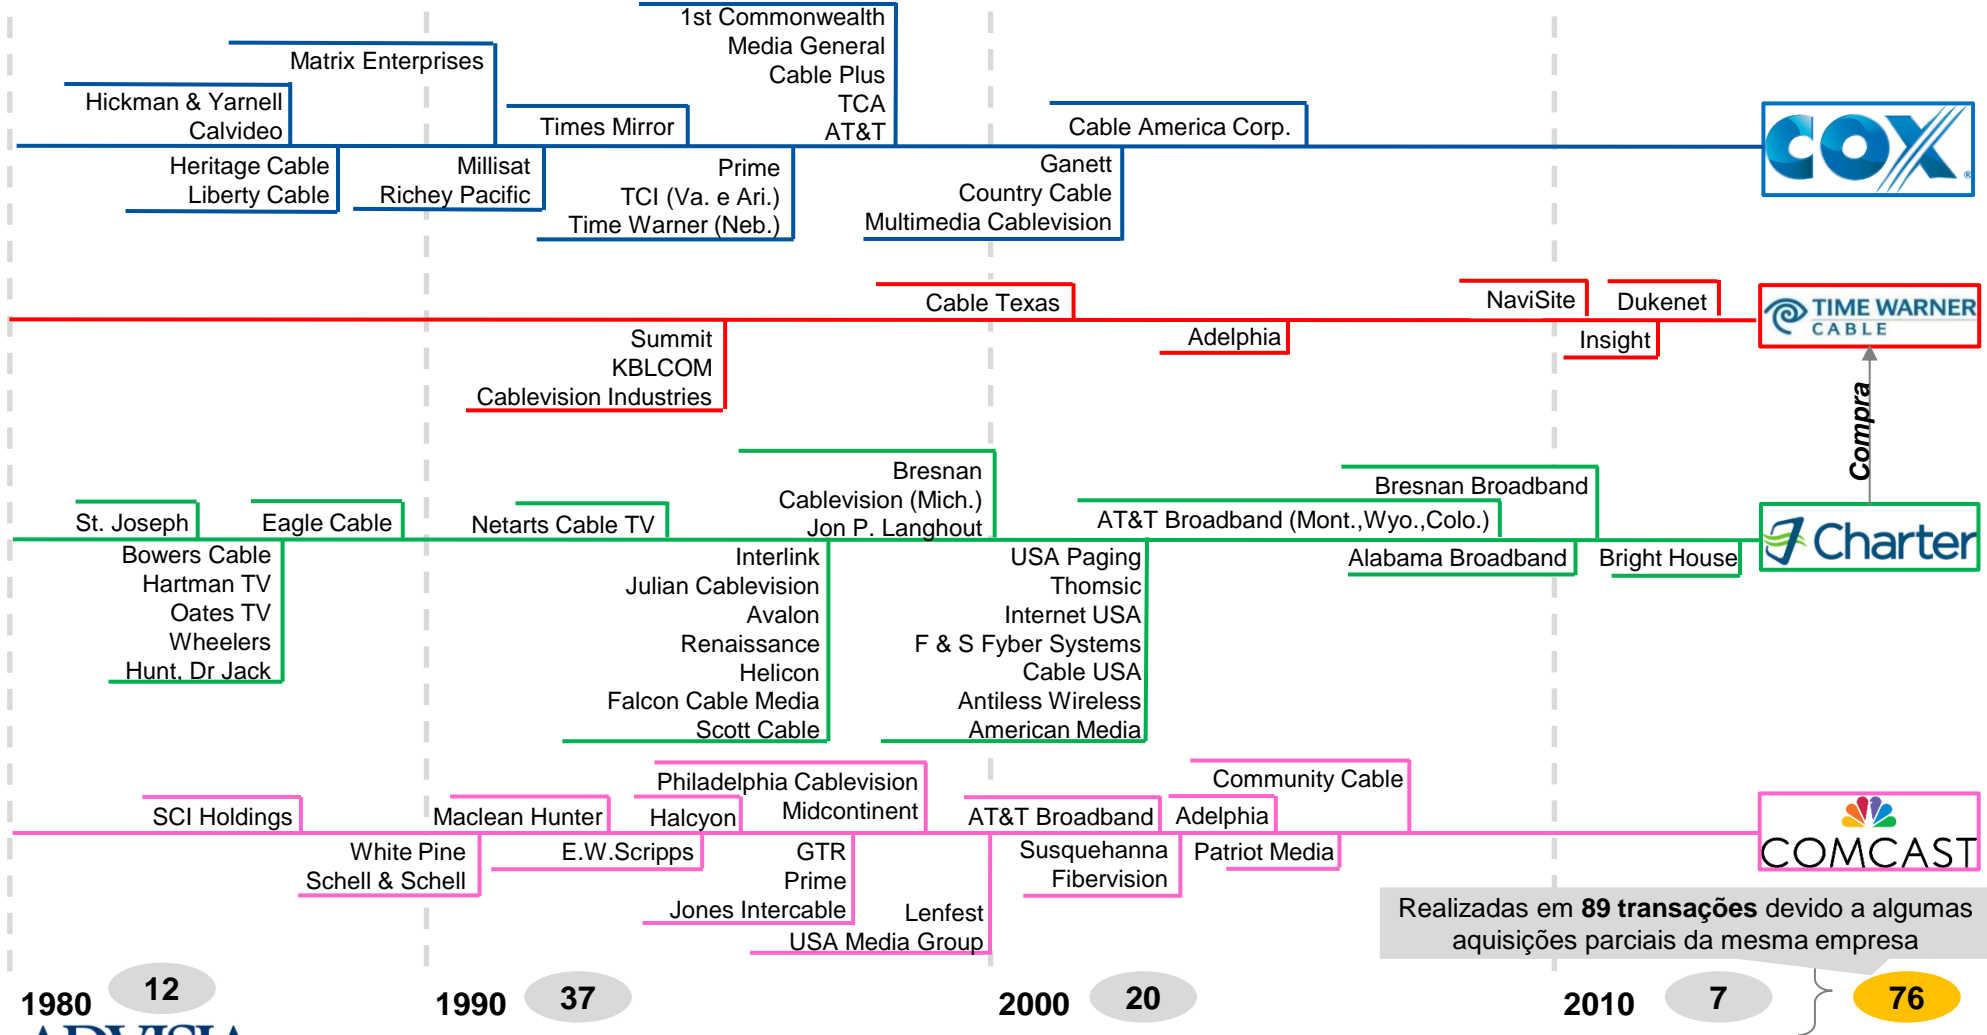 1st Commonwealth
Media General
Cable Plus
TCA
AT&T
Matrix Enterprises
Hickman & Yarnell
Calvideo
Times Mirror
Cable America Corp.
Heritage Cable
Liberty Cable
Millisat
Richey Pacific
Prime
TCI (Va. e Ari.)
Time Warner (Neb.)
Ganett
Country Cable
Multimedia Cablevision
COX
Cable Texas
NaviSite
Dukenet
Summit
KBLCOM
Cablevision Industries
Adelphia
Insight
TIME WARNER
CABLE
Compra
Bresnan
Cablevision (Mich.)
Jon P. Langhout
Bresnan Broadband
St. Joseph
Eagle Cable
Netarts Cable TV
AT&T Broadband (Mont.,Wyo.,Colo.)
Bowers Cable
Hartman TV
Oates TV
Wheelers
Hunt, Dr Jack
Interlink
Julian Cablevision
Avalon
Renaissance
Helicon
Falcon Cable Media
Scott Cable
USA Paging
Thomsic
Internet USA
F & S Fyber Systems
Cable USA
Antiless Wireless
American Media
Alabama Broadband
Bright House
Charter
Philadelphia Cablevision
Midcontinent
Community Cable
SCI Holdings
Maclean Hunter
Halcyon
AT&T Broadband
Adelphia
White Pine
Schell & Schell
E.W.Scripps
GTR
Prime
Jones Intercable
Lenfest
USA Media Group
Susquehanna
Fibervision
Patriot Media
COMCAST
Realizadas em 89 transações devido a algumas
aquisições parciais da mesma empresa
1980
12
1990
37
2000
20
2010
7
76
ADVISIA